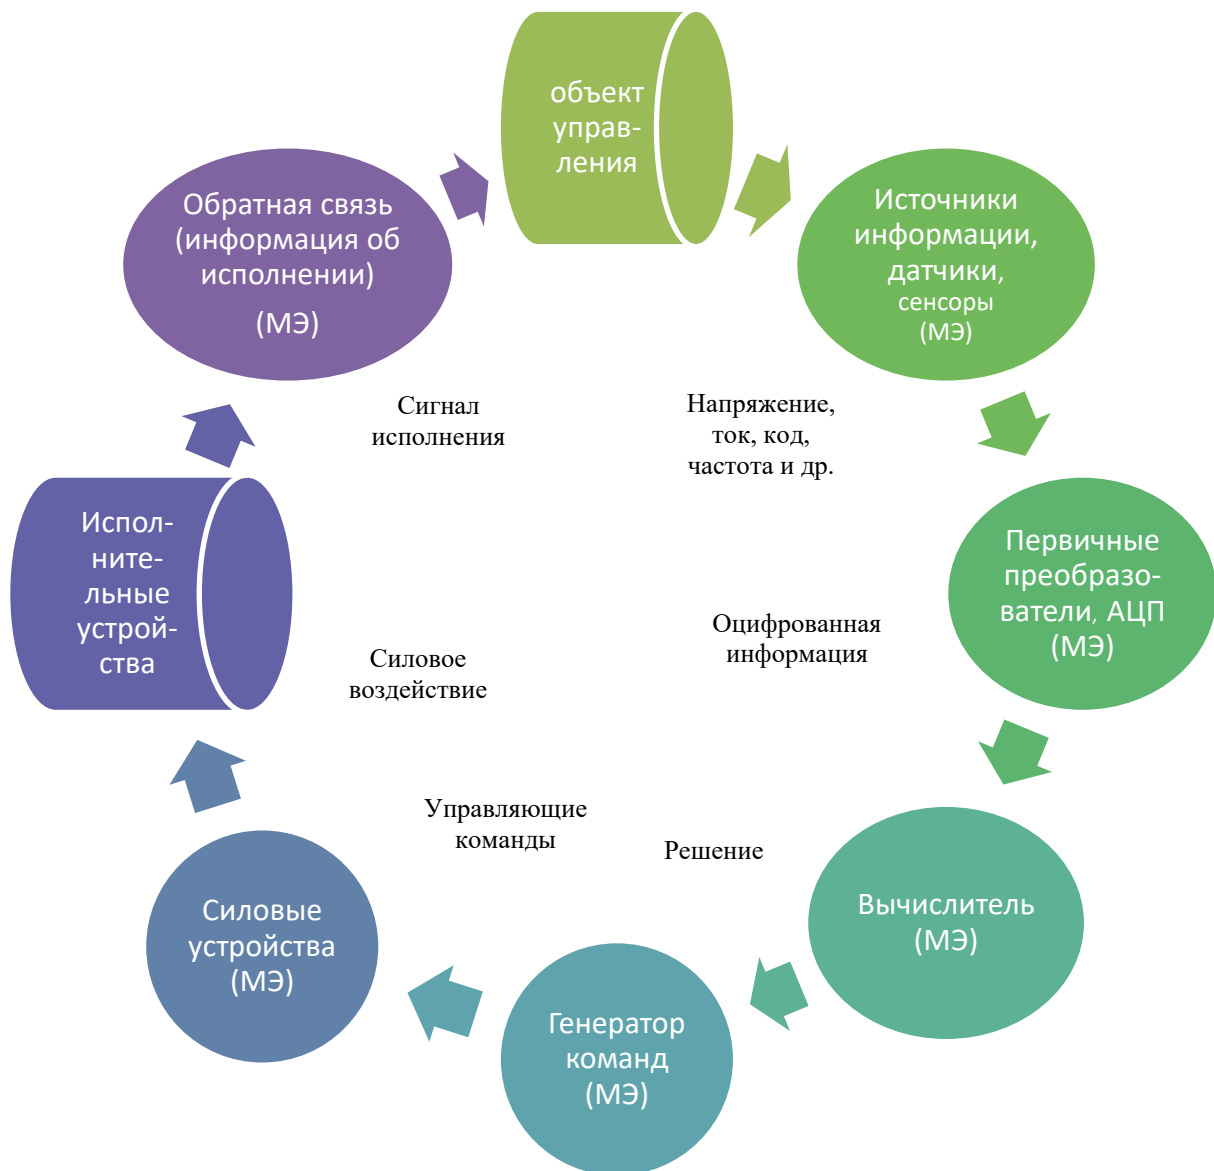 объект
управ-
ления
Источники
информации,
датчики,
сенсоры
(МЭ)
Напряжение,
ток, код,
частота и др.
Первичные
преобразо-
ватели, АЦП
(МЭ)
Оцифрованная
информация
Вычислитель
(МЭ)
Решение
Генератор
команд
(МЭ)
Управляющие
команды
Силовые
устройства
(МЭ)
Силовое
воздействие
Испол-
ните-
льные
устрой-
ства
Сигнал
исполнения
Обратная связь
(информация об
исполнении)
(МЭ)